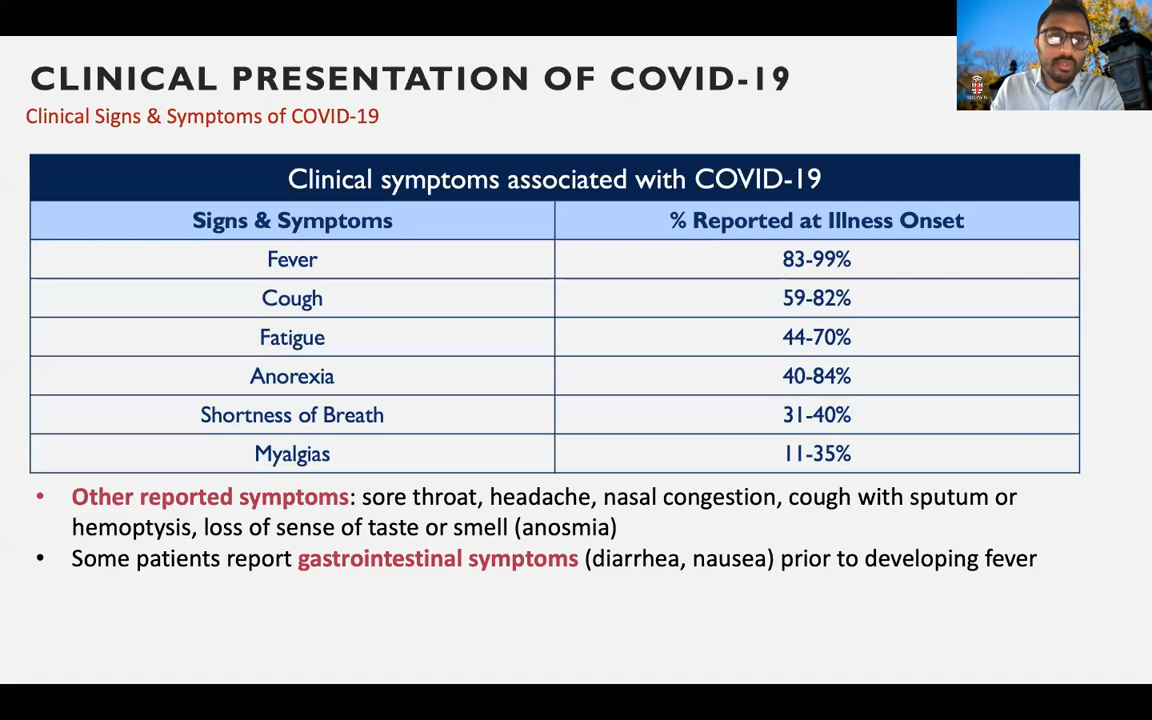 CLINICAL PRESENTATION OF COVID-19
Clinical Signs & Symptoms of COVID-19
Clinical symptoms associated with COVID-19
Signs & Symptoms % Reported at Illness Onset
Fever 83-99%
Cough 59-82%
Fatigue 44-70%
Anorexia 40-84%
Shortness of Breath 31-40%
Myalgias 11-35%
• Other reported symptoms: sore throat, headache, nasal congestion, cough with sputum or
hemoptysis, loss of sense of taste or smell (anosmia)
• Some patients report gastrointestinal symptoms (diarrhea, nausea) prior to developing fever